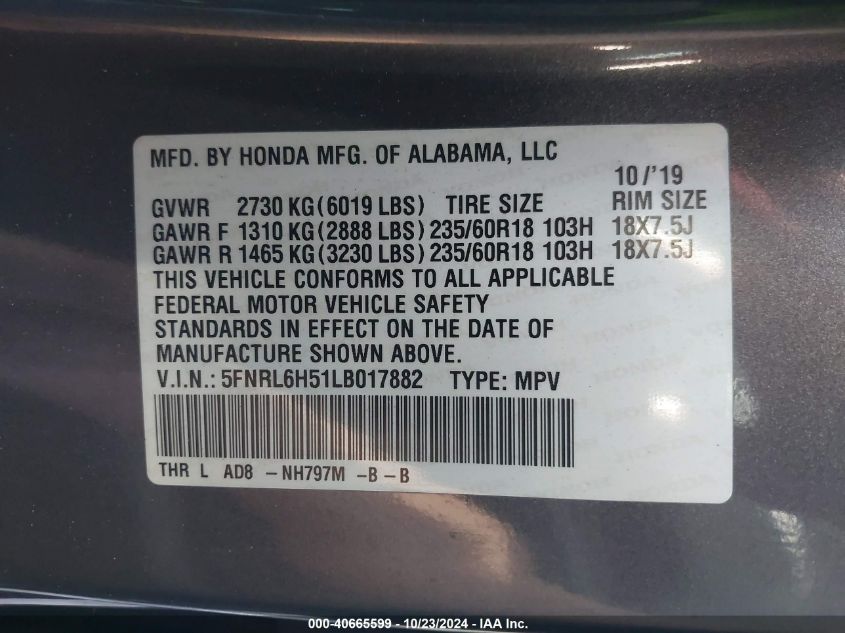 MFD. BY HONDA MFG. OF ALABAMA, LLC
10/'19
GVWR 2730 KG(6019 LBS) TIRE SIZE RIM SIZE
GAWR F 1310 KG(2888 LBS) 235/60R18 103H 18X7.5J
GAWR R 1465 KG(3230 LBS) 235/60R18 103H 18X7.5J
THIS VEHICLE CONFORMS TO ALL APPLICABLE
FEDERAL MOTOR VEHICLE SAFETY
STANDARDS IN EFFECT ON THE DATE OF
MANUFACTURE SHOWN ABOVE.
V.I.N.: 5FNRL6H51LB017882 TYPE: MPV
THR L AD8 -NH797M -B-B
000-40665599 - 10/23/2024 - IAA Inc.